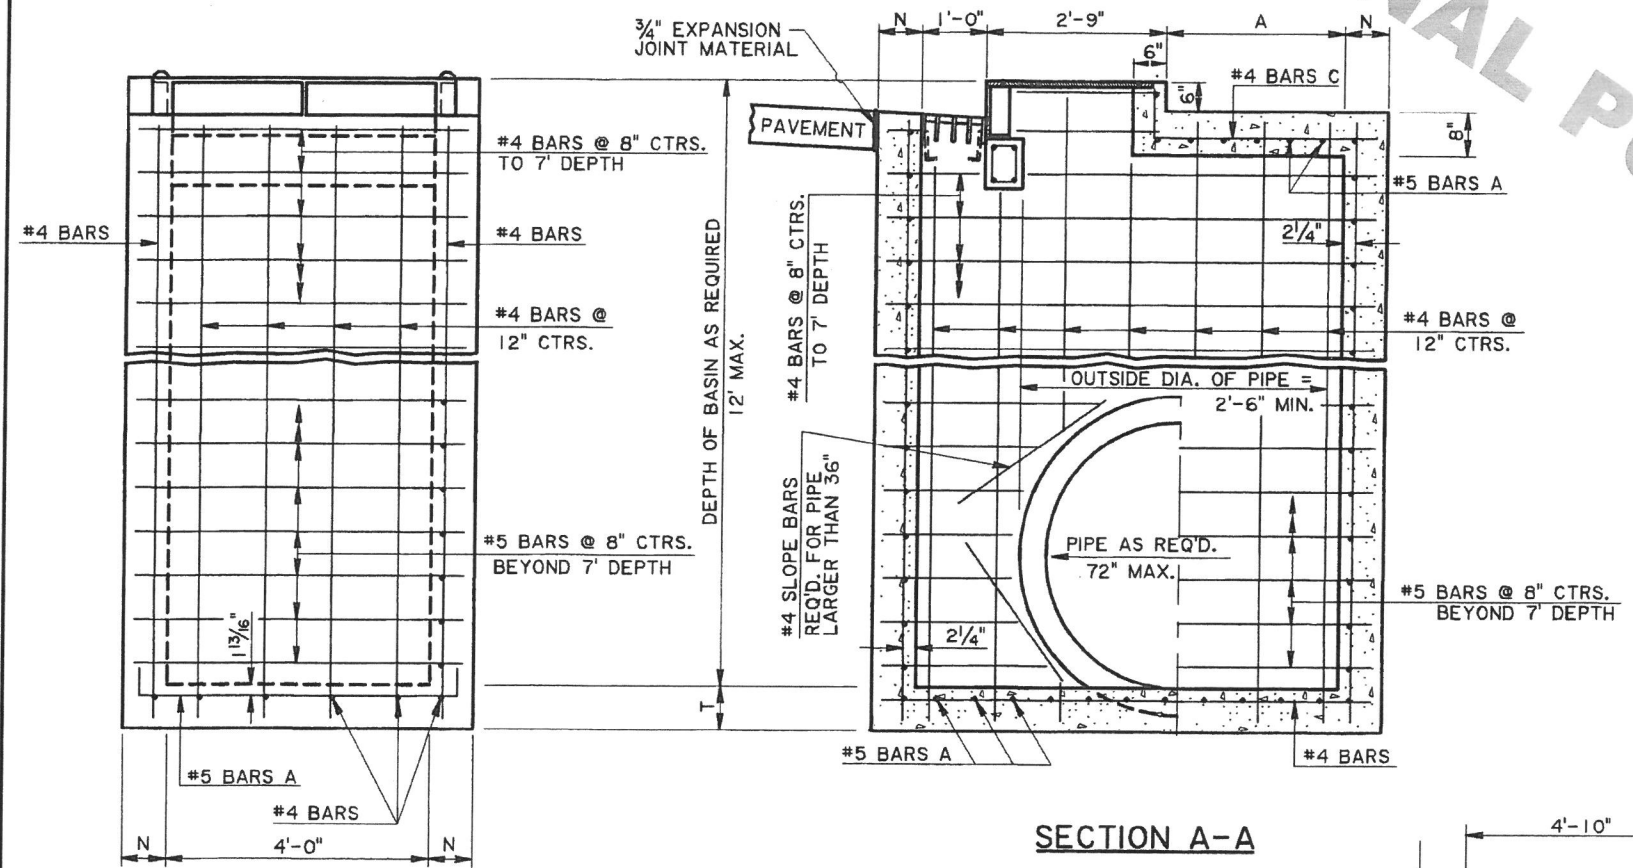 N
1'-0"
2'-9"
A
N
3/4" EXPANSION
JOINT MATERIAL
6"
#4 BARS C
6"
PAVEMENT
8"
#4 BARS @ 8" CTRS.
TO 7' DEPTH
#5 BARS A
#4 BARS
#4 BARS
2 1/4"
#4 BARS @ 8" CTRS.
TO 7' DEPTH
DEPTH OF BASIN AS REQUIRED
12' MAX.
#4 BARS @
12" CTRS.
#4 BARS @
12" CTRS.
OUTSIDE DIA. OF PIPE =
2'-6" MIN.
#4 SLOPE BARS
REQ'D. FOR PIPE
LARGER THAN 36"
#5 BARS @ 8" CTRS.
BEYOND 7' DEPTH
PIPE AS REQ'D.
72" MAX.
#5 BARS @ 8" CTRS.
BEYOND 7' DEPTH
1 13/16"
2 1/4"
T
#5 BARS A
#4 BARS
#5 BARS A
#4 BARS
N
4'-0"
N
SECTION A-A
4'-10"